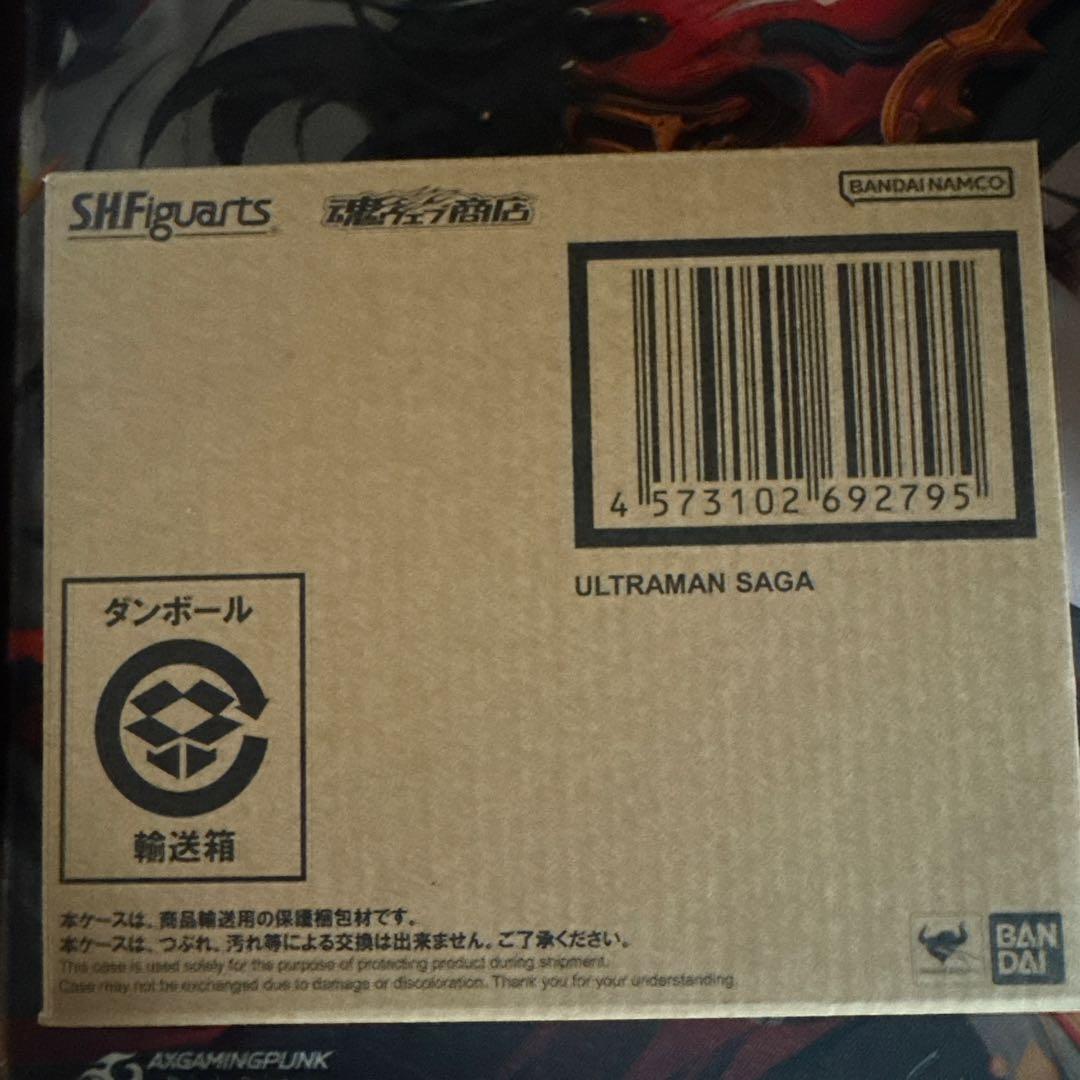 S.H.Figuarts
魂ウェブ商店
BANDAI NAMCO
4 573102 692795
ULTRAMAN SAGA
ダンボール
輸送箱
本ケースは、商品輸送用の保護梱包材です。
本ケースは、つぶれ、汚れ等による交換は出来ません。ご了承ください。
This case is used solely for the purpose of protecting product during shipment.
Case may not be exchanged due to damage or discoloration. Thank you for your understanding.
BAN
DAI
AXGAMINGPUNK